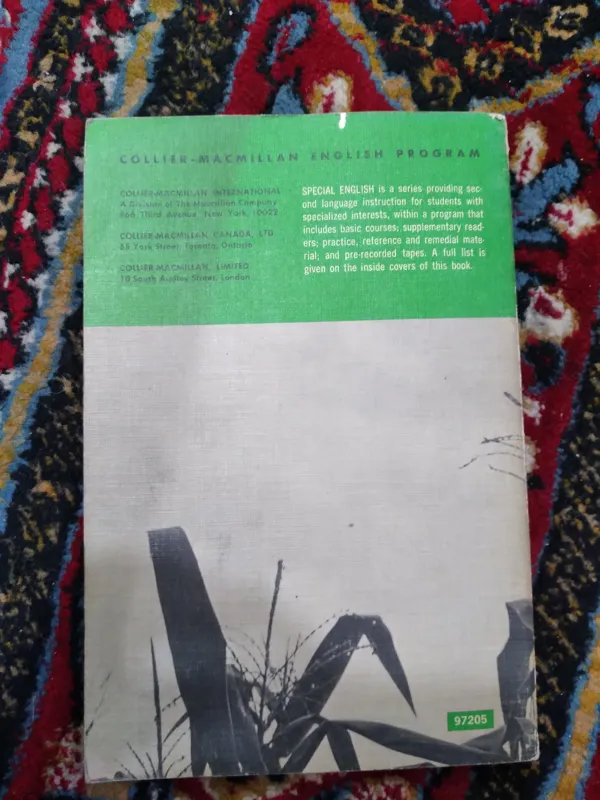 COLLIER-MACMILLAN ENGLISH PROGRAM
COLLIER-MACMILLAN INTERNATIONAL
A Division of The Macmillan Company
866 Third Avenue, New York, 10022
COLLIER-MACMILLAN CANADA, LTD.
55 York Street, Toronto, Ontario
COLLIER-MACMILLAN, LIMITED
10 South Audley Street, London
SPECIAL ENGLISH is a series providing sec-
ond language instruction for students with
specialized interests, within a program that
includes basic courses; supplementary read-
ers; practice, reference and remedial mate-
rial; and pre-recorded tapes. A full list is
given on the inside covers of this book.
97205